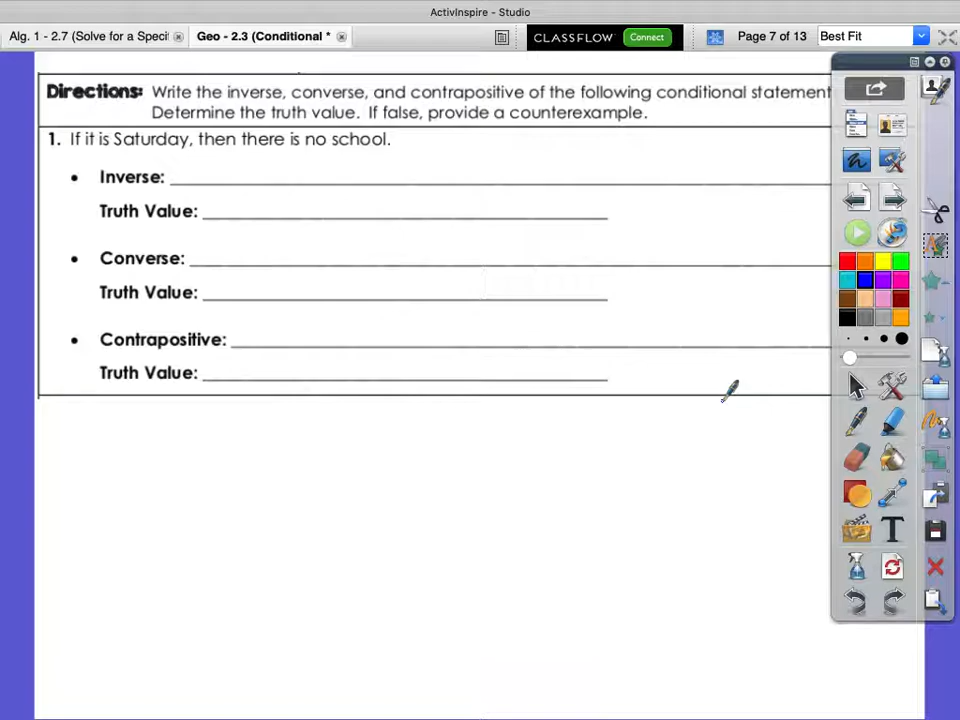 ActivInspire - Studio
Alg. 1 - 2.7 (Solve for a Specif
Geo - 2.3 (Conditional *
CLASSFLOW Connect
Page 7 of 13
Best Fit
Directions: Write the inverse, converse, and contrapositive of the following conditional statement
Determine the truth value. If false, provide a counterexample.
1. If it is Saturday, then there is no school.
• Inverse:
Truth Value:
• Converse:
Truth Value:
• Contrapositive:
Truth Value:
T